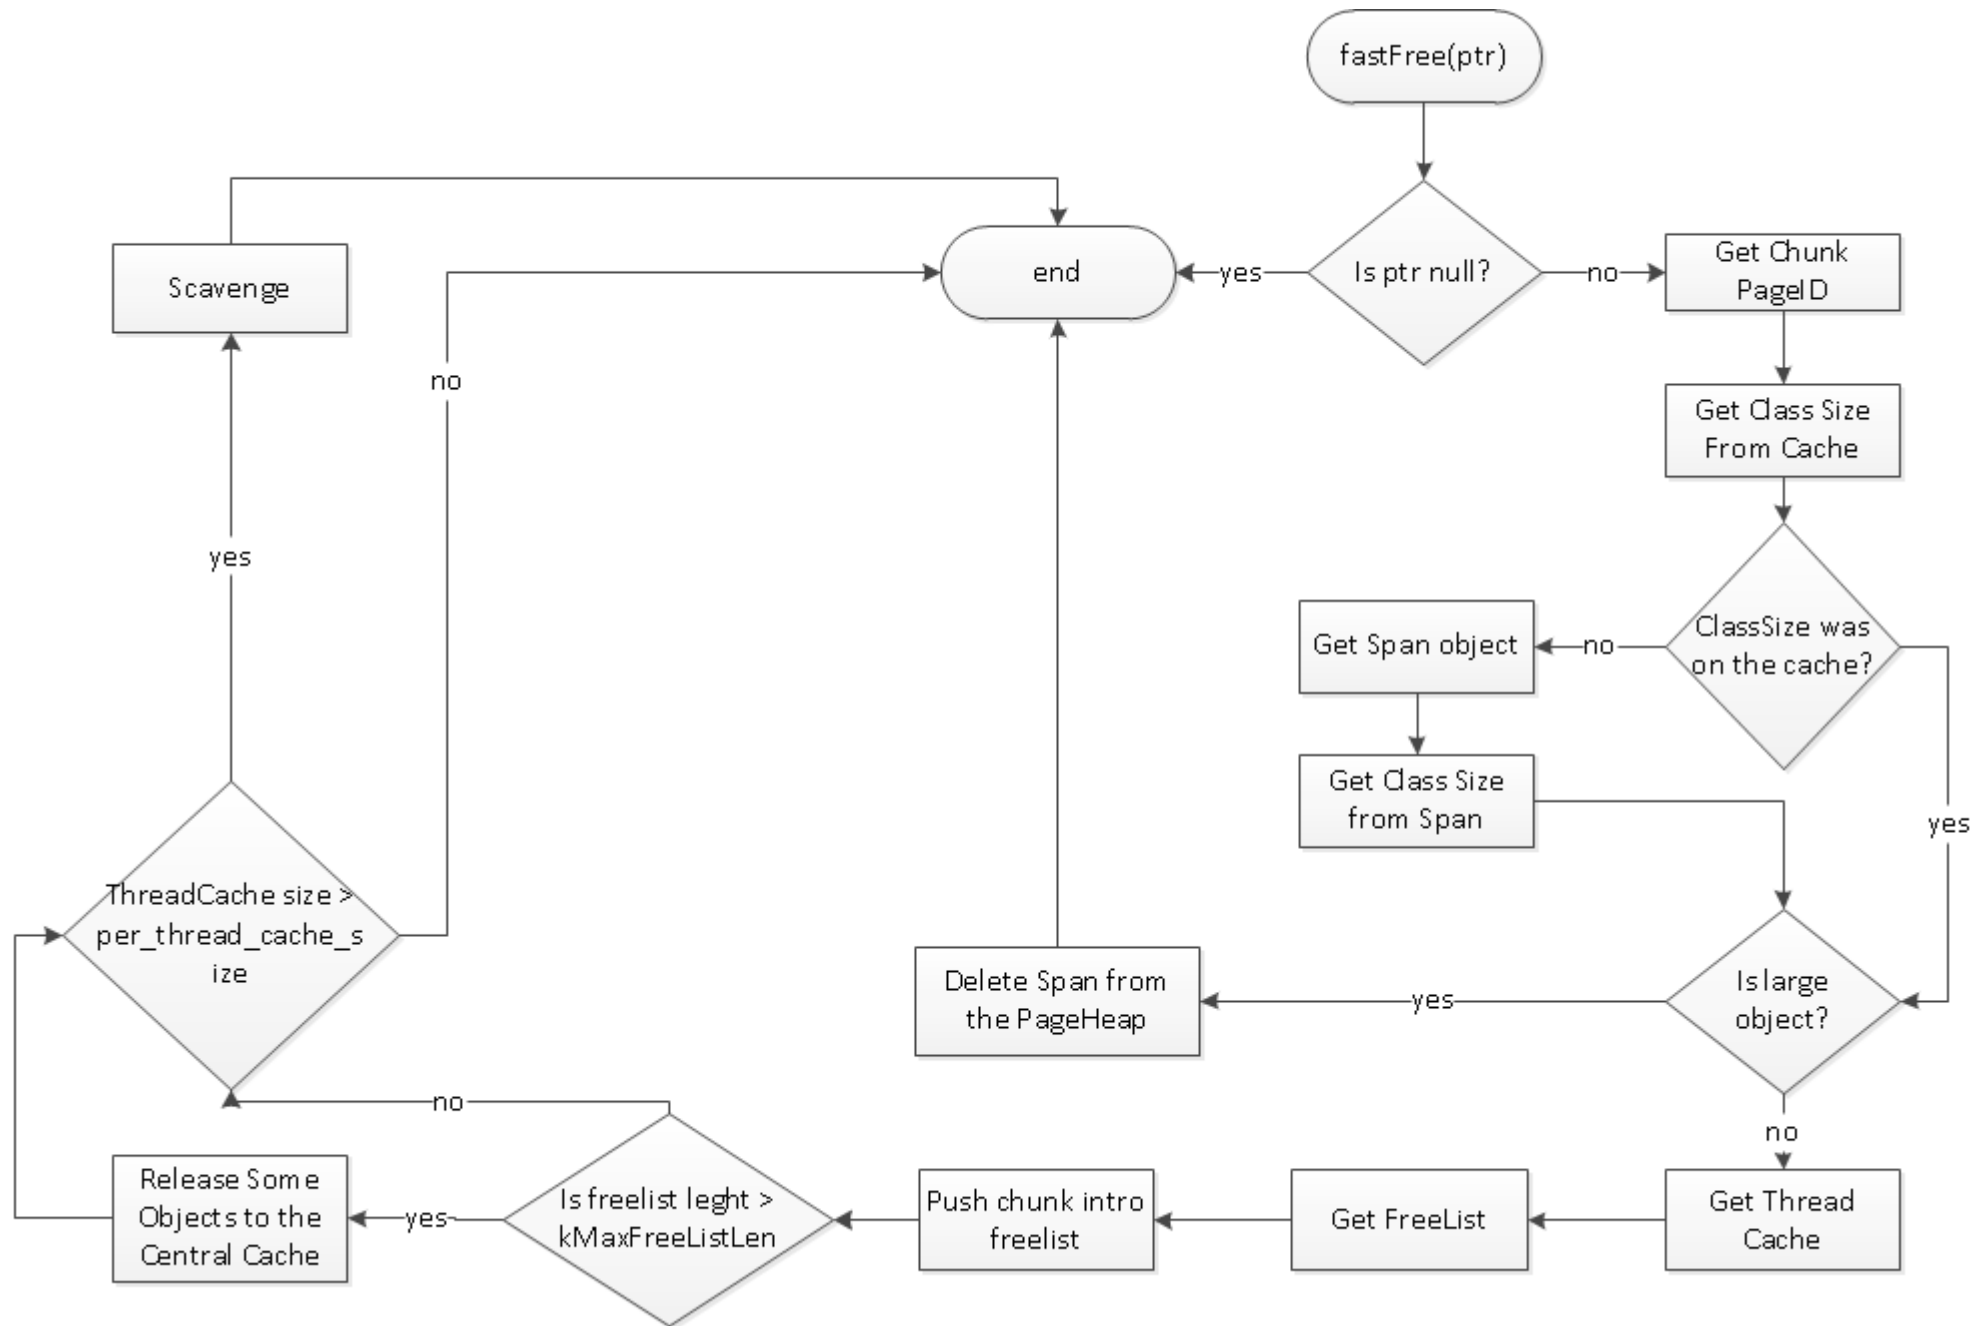 fastFree(ptr)
Is ptr null?
yes
no
end
Get Chunk
PageID
Get Class Size
From Cache
ClassSize was
on the cache?
no
yes
Get Span object
Get Class Size
from Span
Is large
object?
yes
no
Delete Span from
the PageHeap
Get Thread
Cache
Get FreeList
Push chunk intro
freelist
Is freelist leght >
kMaxFreeListLen
yes
no
Release Some
Objects to the
Central Cache
ThreadCache size >
per_thread_cache_s
ize
yes
no
Scavenge